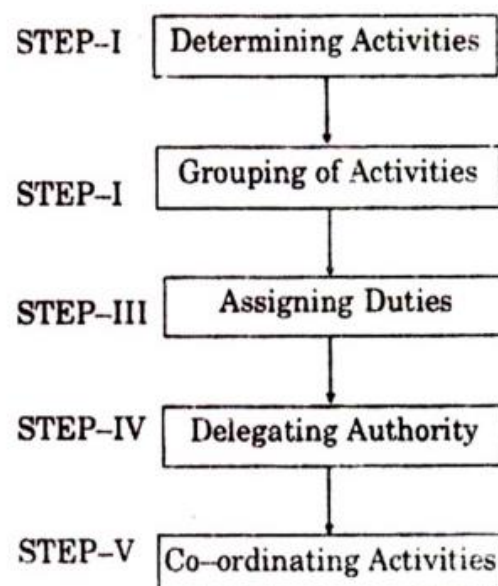 STEP–I Determining Activities
STEP–I Grouping of Activities
STEP–III Assigning Duties
STEP–IV Delegating Authority
STEP–V Co–ordinating Activities